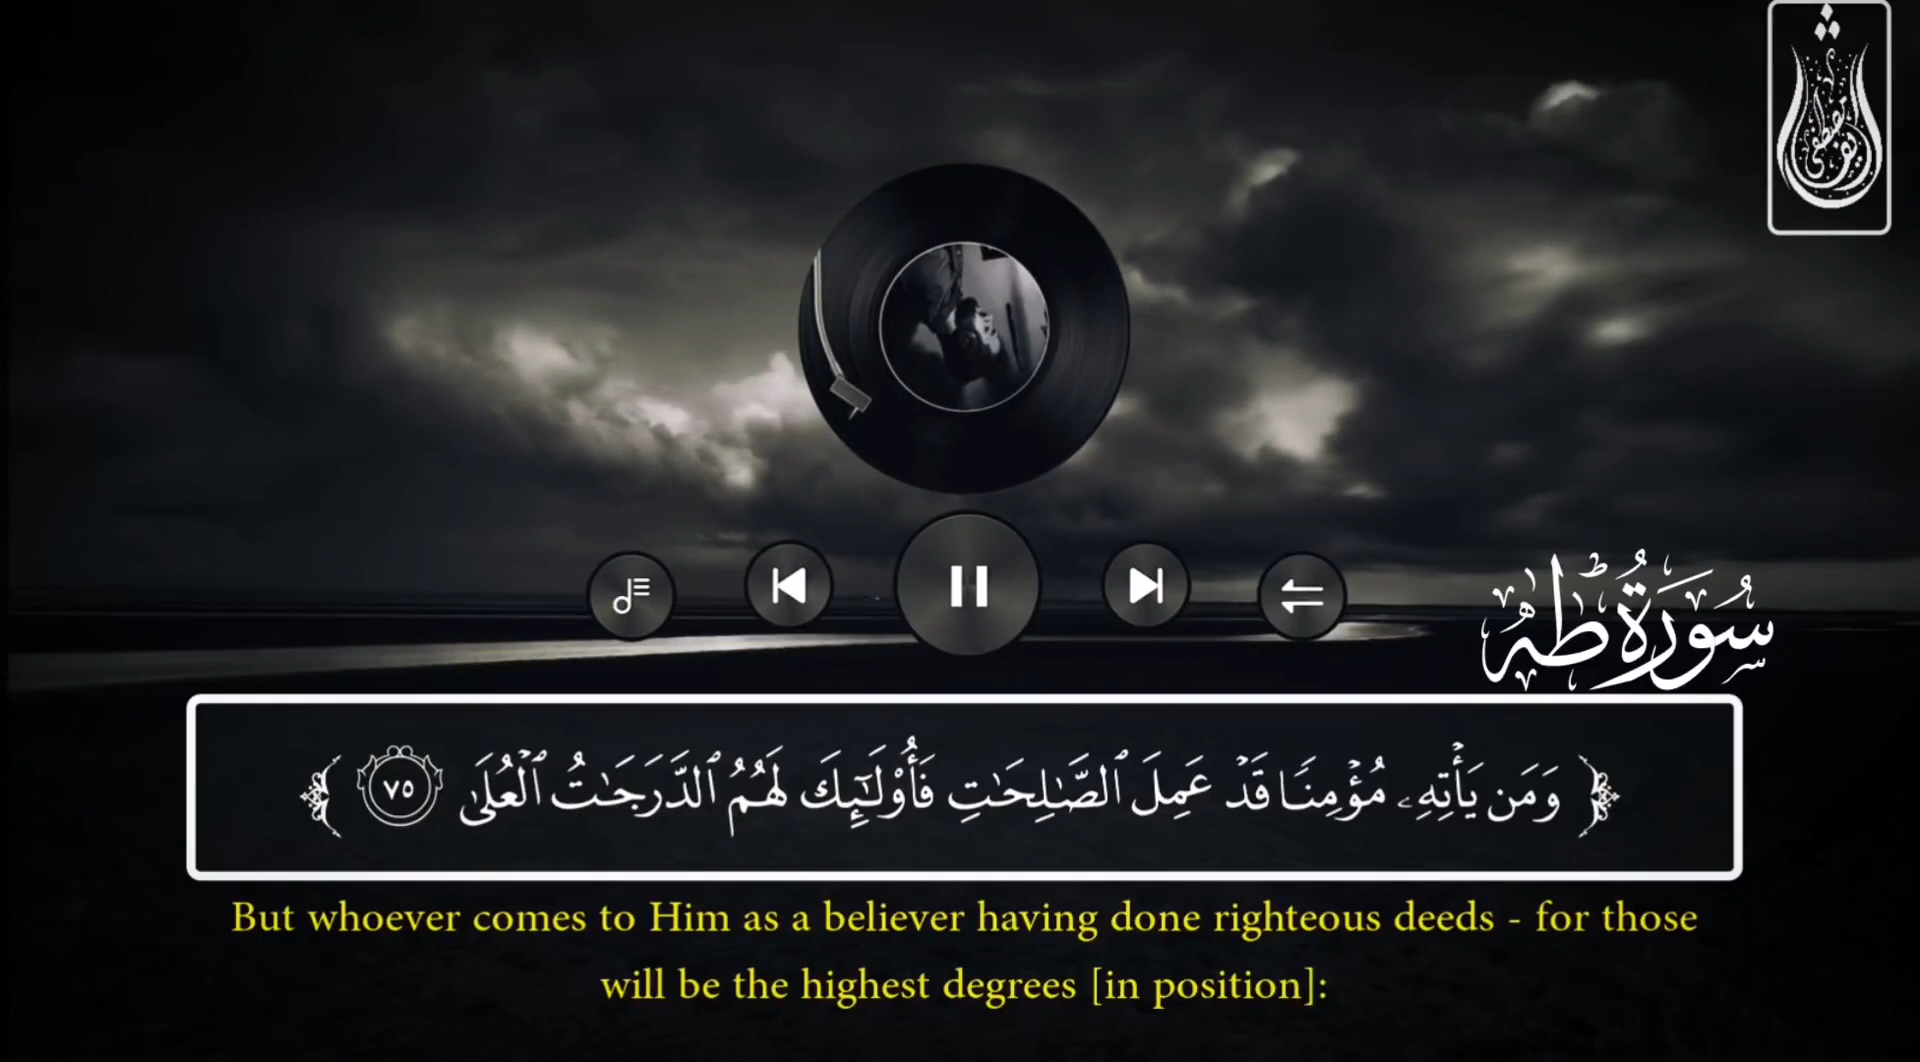 سُورَةُ طه
﴿ وَمَن يَأْتِهِۦ مُؤْمِنًا قَدْ عَمِلَ ٱلصَّـٰلِحَـٰتِ فَأُو۟لَـٰٓئِكَ لَهُمُ ٱلدَّرَجَـٰتُ ٱلْعُلَىٰ ٧٥ ﴾
But whoever comes to Him as a believer having done righteous deeds - for those
will be the highest degrees [in position]: